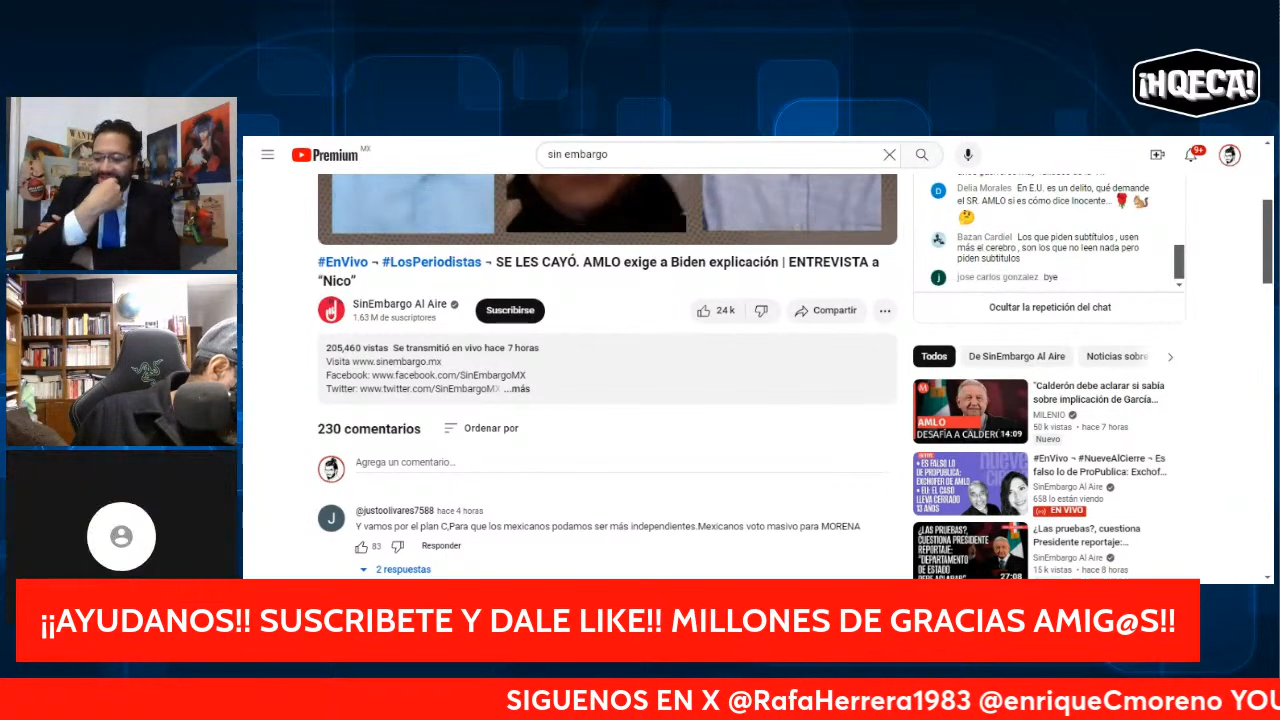 ¡HQECA!
WANTED
Premium MX
sin embargo
9+
#EnVivo ¬ #LosPeriodistas ¬ SE LES CAYÓ. AMLO exige a Biden explicación | ENTREVISTA a
“Nico”
SinEmbargo Al Aire
1.63 M de suscriptores
Suscribirse
24 k
Compartir
205,460 vistas Se transmitió en vivo hace 7 horas
Visita www.sinembargo.mx
Facebook: www.facebook.com/SinEmbargoMX
Twitter: www.twitter.com/SinEmbargoMX ...más
230 comentarios
Ordenar por
Agrega un comentario...
J
@justoolivares7588 hace 4 horas
Y vamos por el plan C,Para que los mexicanos podamos ser más independientes.Mexicanos voto masivo para MORENA
83
Responder
2 respuestas
D
Delia Morales En E.U. es un delito, qué demande
el SR. AMLO si es cómo dice Inocente...
Bazan Cardiel Los que piden subtítulos , usen
más el cerebro , son los que no leen nada pero
piden subtitulos
j
jose carlos gonzalez bye
Ocultar la repetición del chat
Todos
De SinEmbargo Al Aire
Noticias sobre
AMLO
DESAFÍA A CALDERÓ
14:09
"Calderón debe aclarar si sabía
sobre implicación de García...
MILENIO
50 k vistas • hace 7 horas
Nuevo
• ES FALSO LO
DE PROPUBLICA:
EXCHOFER DE AMLO
• EU: EL CASO
LLEVA CERRADO
13 AÑOS
#EnVivo ¬ #NueveAlCierre ¬ Es
falso lo de ProPublica: Exchof...
SinEmbargo Al Aire
658 lo están viendo
EN VIVO
¿LAS PRUEBAS?,
CUESTIONA PRESIDENTE
REPORTAJE:
"DEPARTAMENTO
DE ESTADO
DEBE ACLARAR"
27:08
¿Las pruebas?, cuestiona
Presidente reportaje:...
SinEmbargo Al Aire
15 k vistas • hace 8 horas
¡¡AYUDANOS!! SUSCRIBETE Y DALE LIKE!! MILLONES DE GRACIAS AMIG@S!!
SIGUENOS EN X @RafaHerrera1983 @enriqueCmoreno YOU